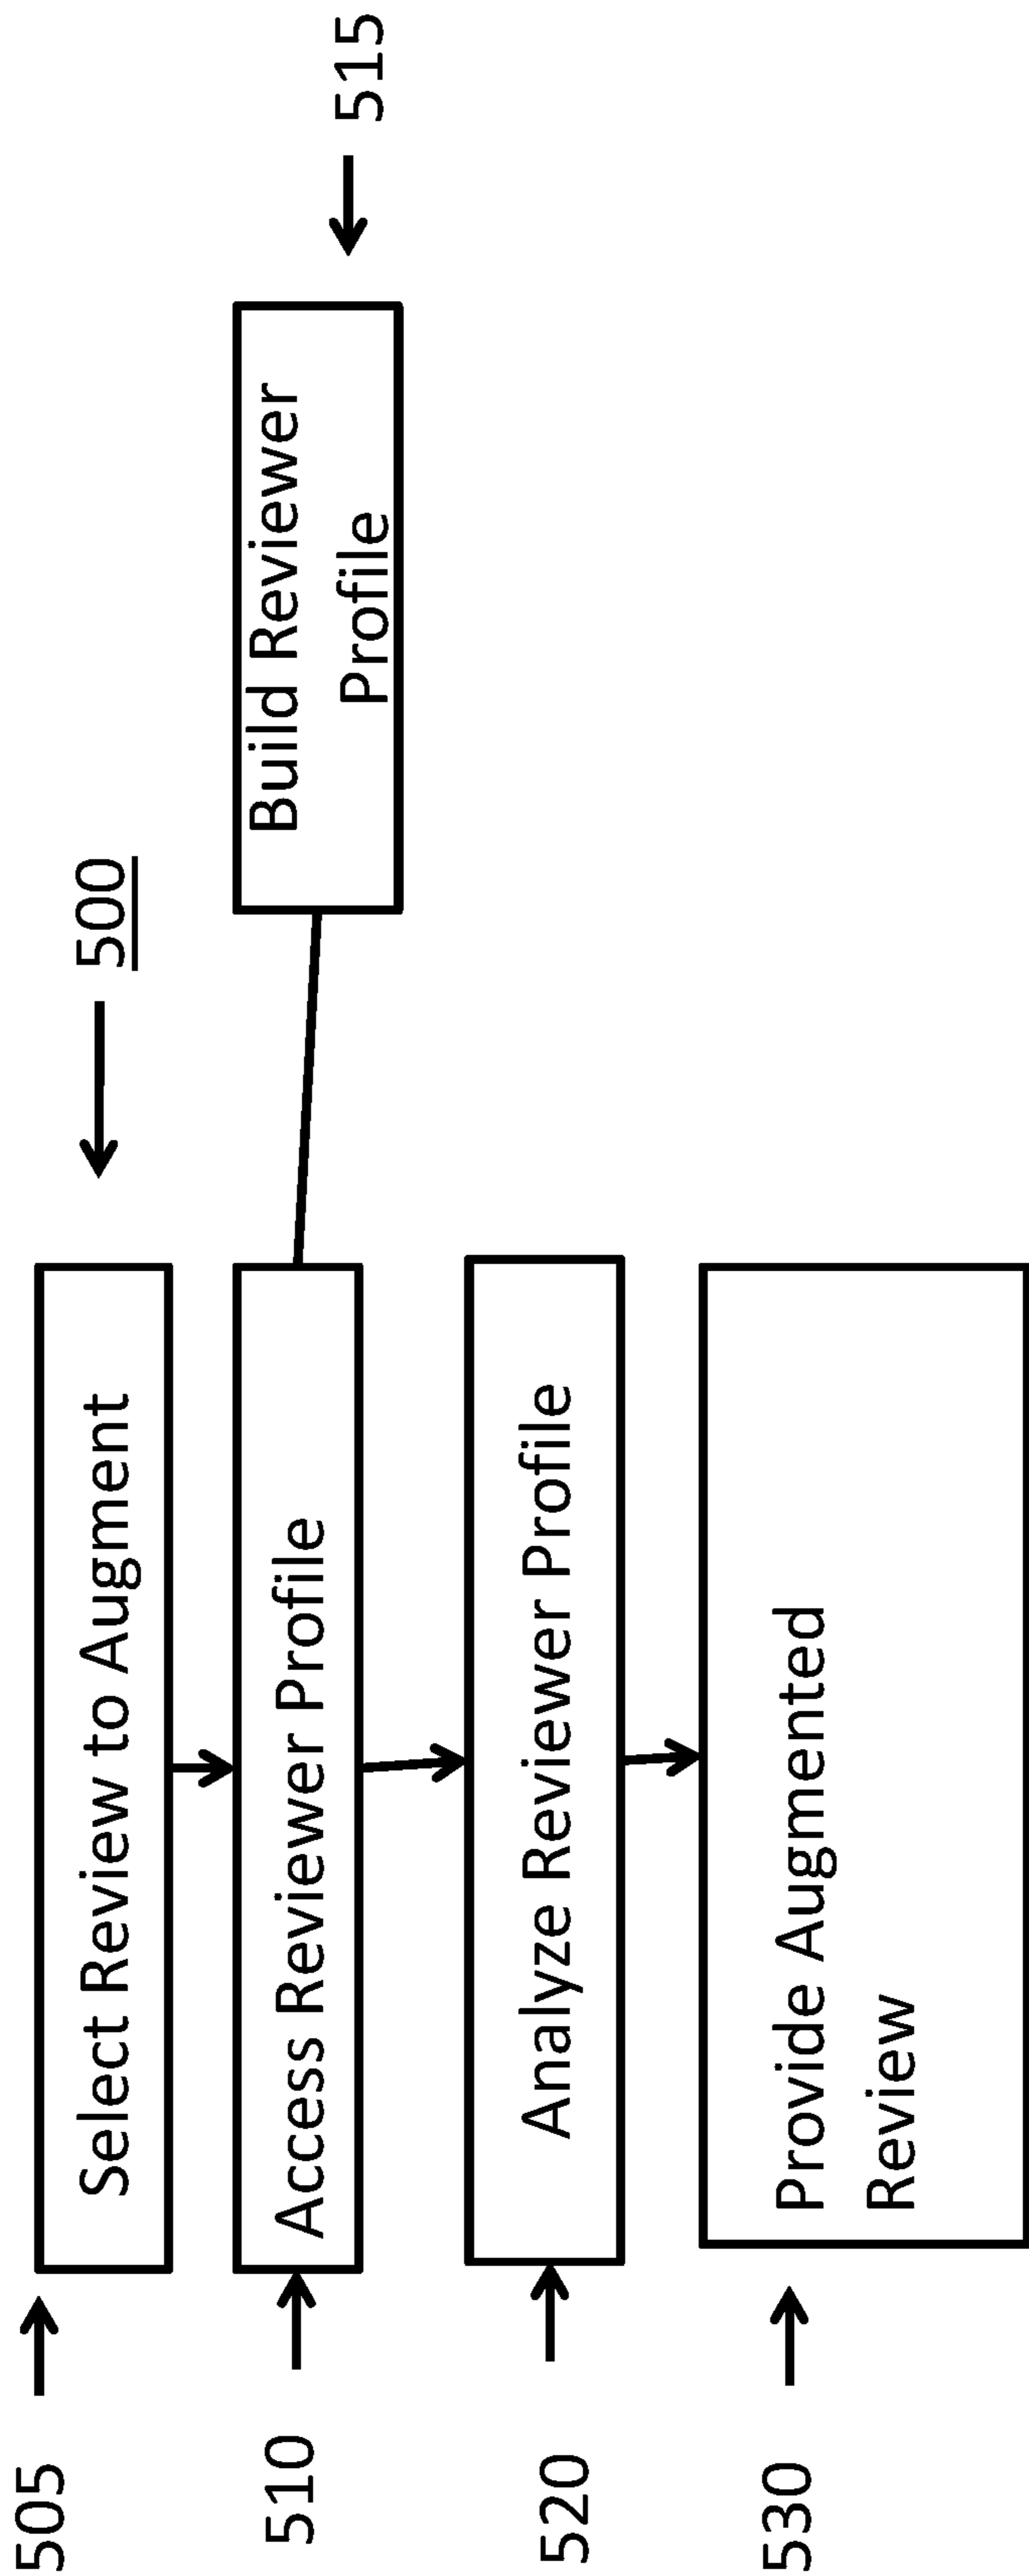 500
505
Select Review to Augment
510
Access Reviewer Profile
Build Reviewer
Profile
515
520
Analyze Reviewer Profile
530
Provide Augmented
Review